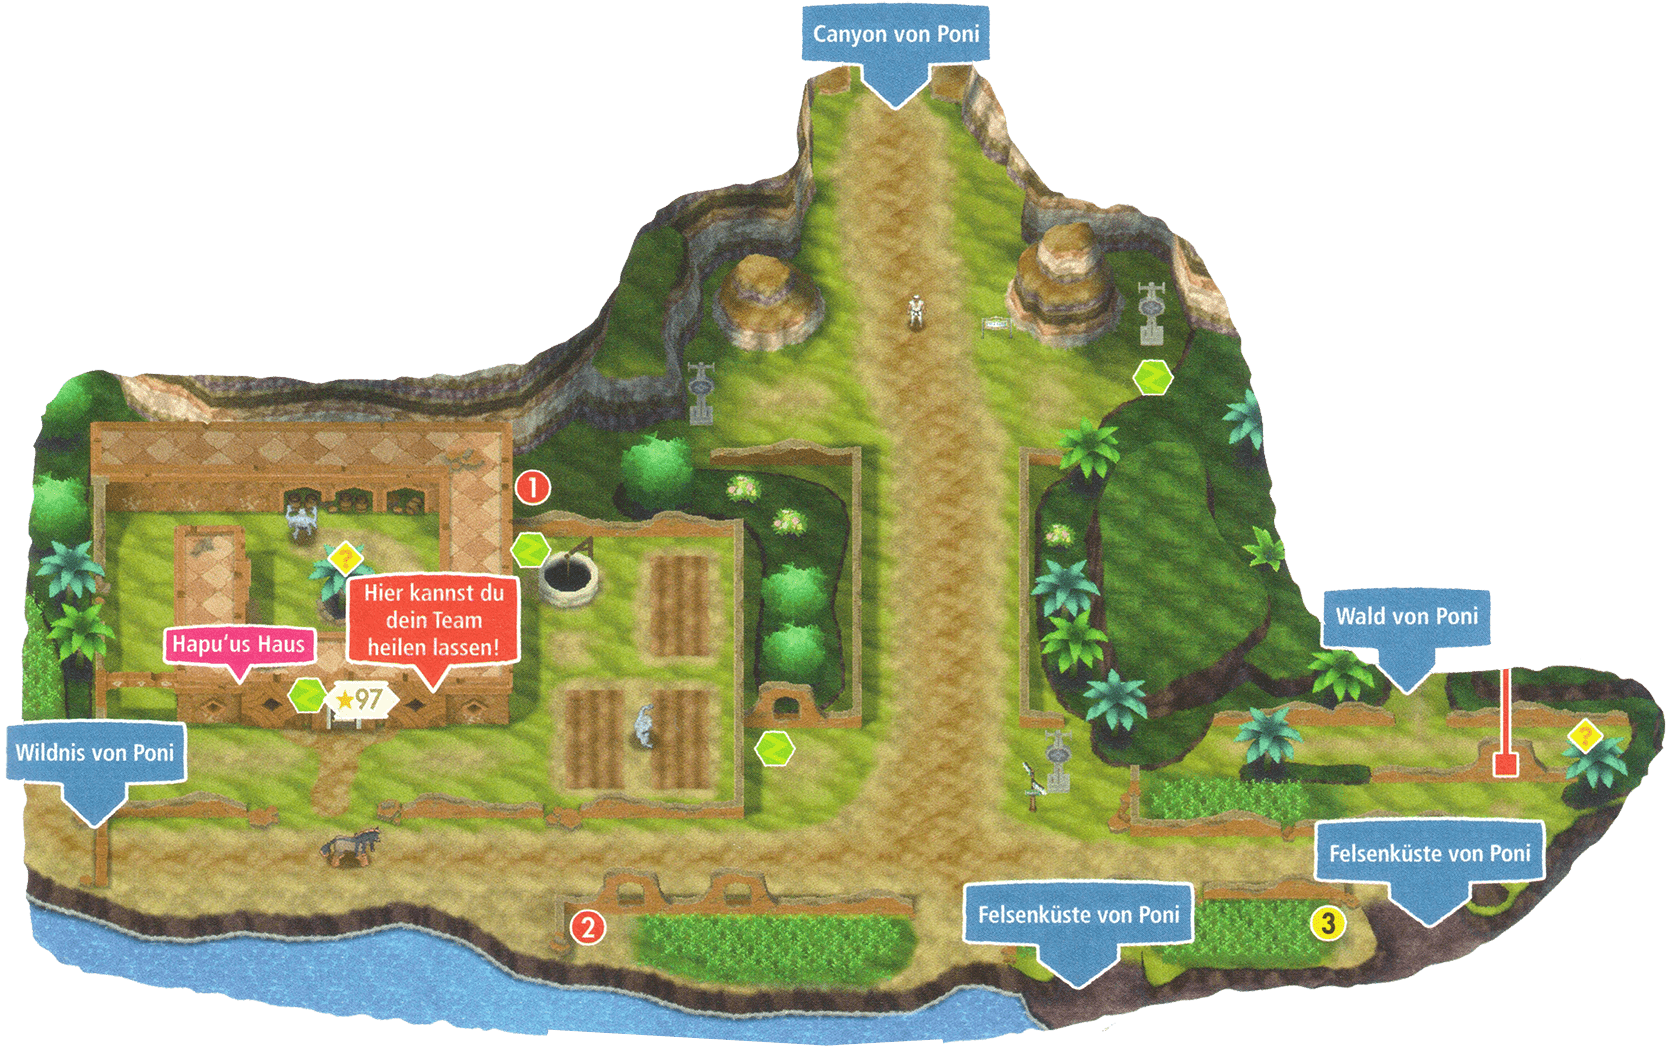 Canyon von Poni
1
Hier kannst du
dein Team
heilen lassen!
Hapu'us Haus
97
Wald von Poni
Wildnis von Poni
?
?
Felsenküste von Poni
Felsenküste von Poni
2
3